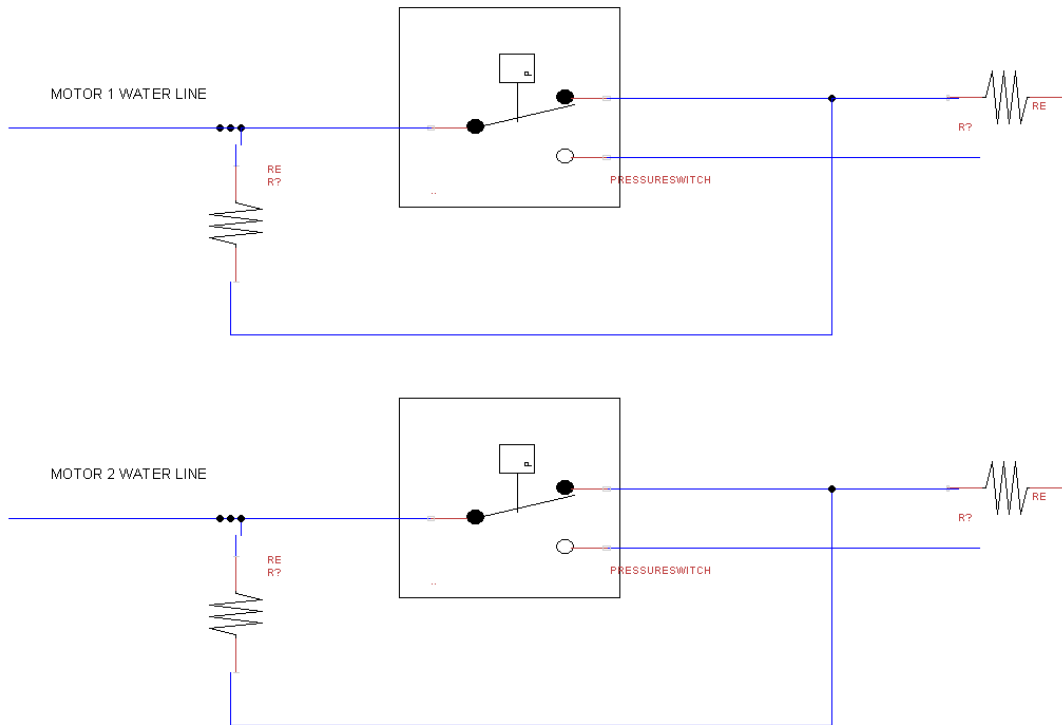 P
MOTOR 1 WATER LINE
RE
R?
RE
R?
PRESSURESWITCH
..
P
MOTOR 2 WATER LINE
RE
R?
RE
R?
PRESSURESWITCH
..